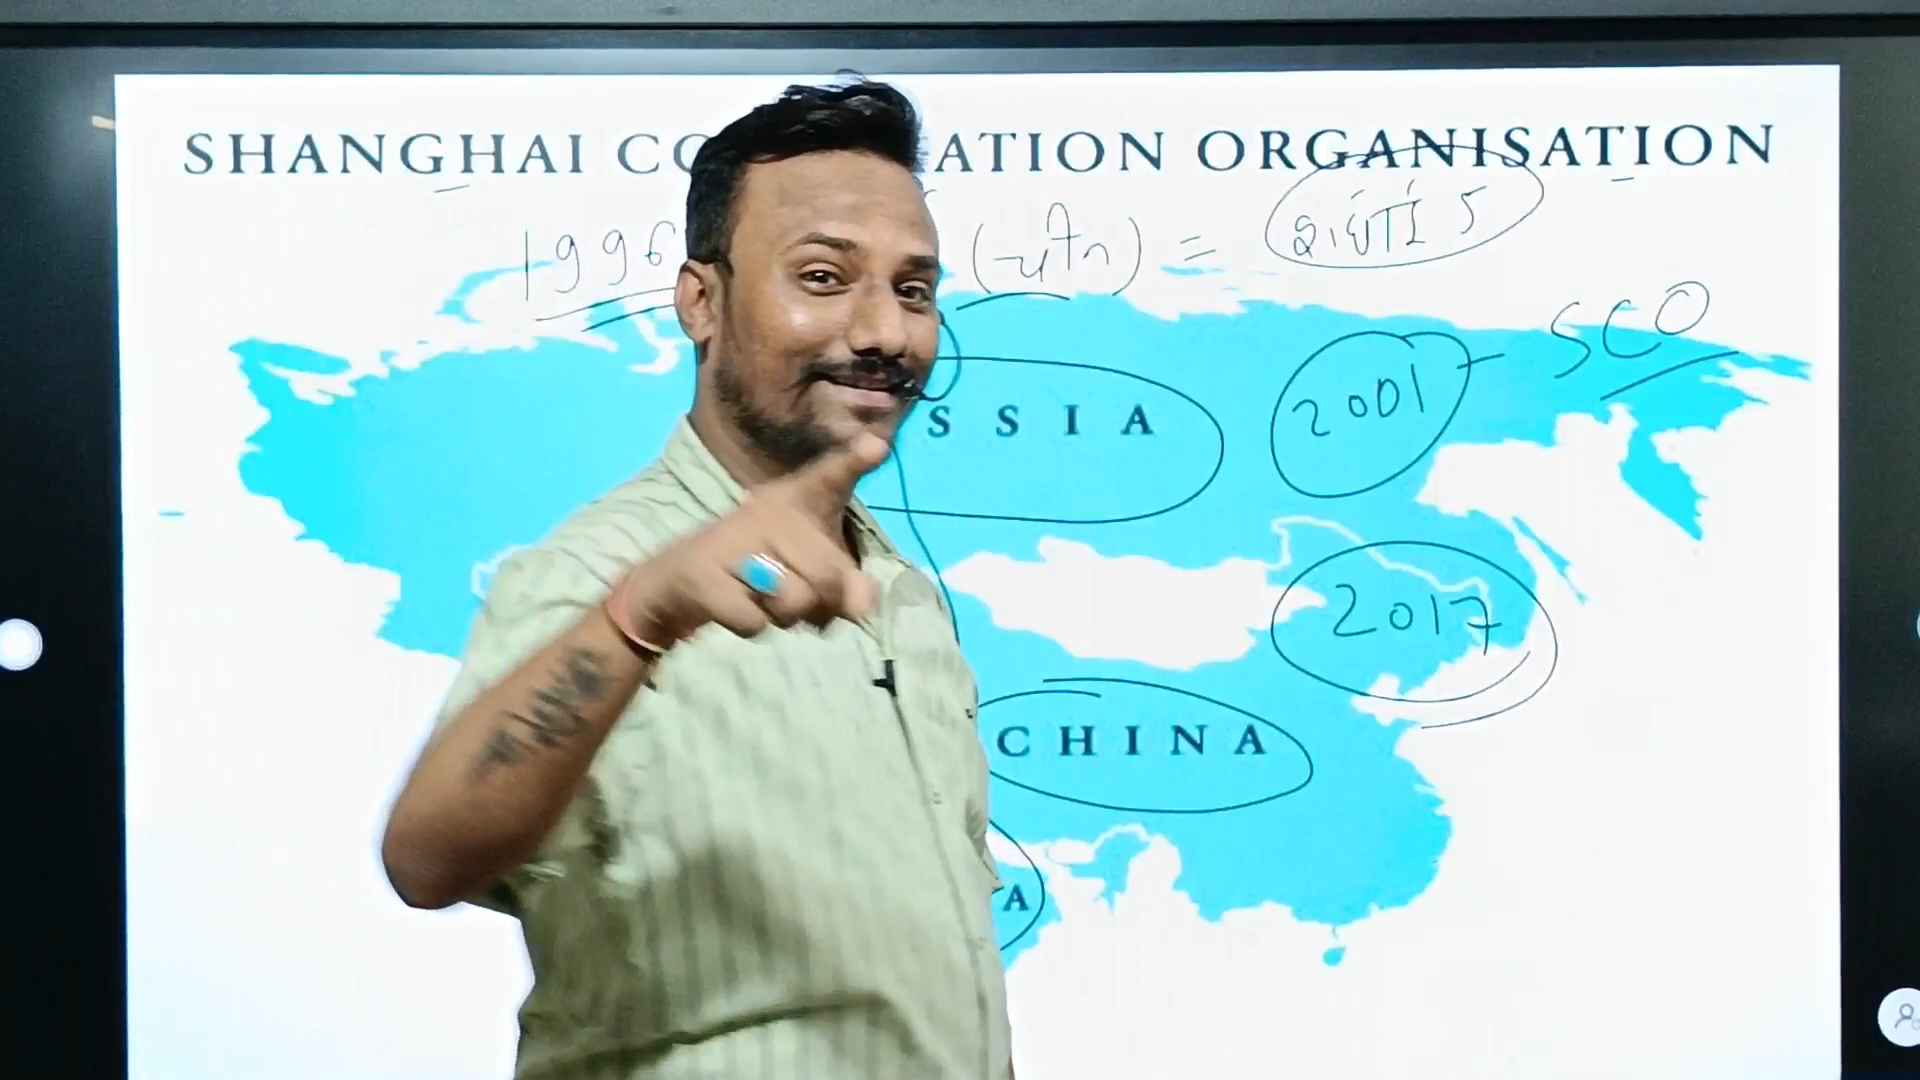 SHANGHAI CO ATION ORGANISATION
1996 (ચીન) = શંઘાઈ 5
2001 - SCO
SSIA
2017
CHINA
A